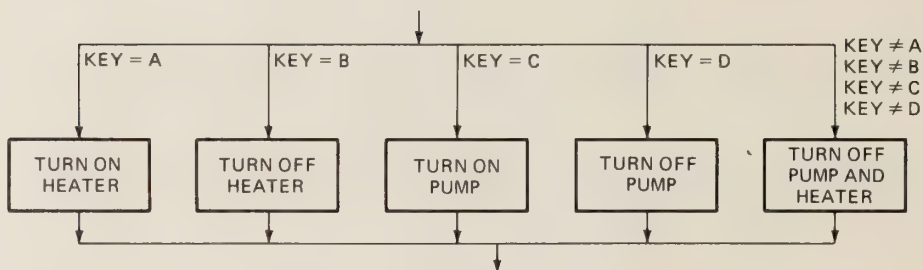 KEY = A
KEY = B
KEY = C
KEY = D
KEY ≠ A
KEY ≠ B
KEY ≠ C
KEY ≠ D
TURN ON
HEATER
TURN OFF
HEATER
TURN ON
PUMP
TURN OFF
PUMP
TURN OFF
PUMP AND
HEATER